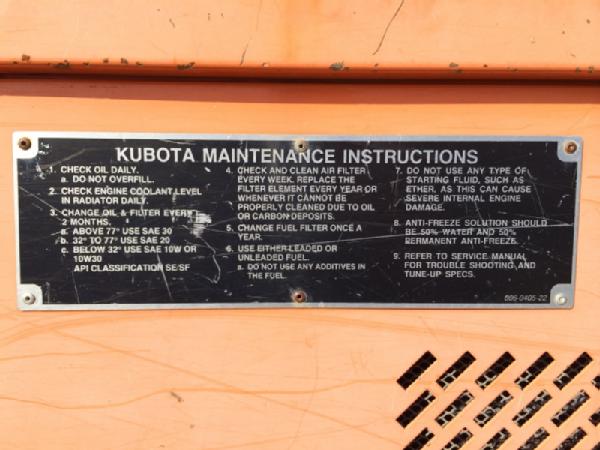 KUBOTA MAINTENANCE INSTRUCTIONS
1. CHECK OIL DAILY.
a. DO NOT OVERFILL.
2. CHECK ENGINE COOLANT LEVEL
IN RADIATOR DAILY.
3. CHANGE OIL & FILTER EVERY
2 MONTHS.
a. ABOVE 77° USE SAE 30
b. 32° TO 77° USE SAE 20
c. BELOW 32° USE SAE 10W OR
10W30
API CLASSIFICATION SE/SF
4. CHECK AND CLEAN AIR FILTER
EVERY WEEK. REPLACE THE
FILTER ELEMENT EVERY YEAR OR
WHENEVER IT CANNOT BE
PROPERLY CLEANED DUE TO OIL
OR CARBON DEPOSITS.
5. CHANGE FUEL FILTER ONCE A
YEAR.
6. USE EITHER LEADED OR
UNLEADED FUEL.
a. DO NOT USE ANY ADDITIVES IN
THE FUEL.
7. DO NOT USE ANY TYPE OF
STARTING FLUID, SUCH AS
ETHER, AS THIS CAN CAUSE
SEVERE INTERNAL ENGINE
DAMAGE.
8. ANTI-FREEZE SOLUTION SHOULD
BE 50% WATER AND 50%
PERMANENT ANTI-FREEZE.
9. REFER TO SERVICE MANUAL
FOR TROUBLE SHOOTING AND
TUNE-UP SPECS.
506-0405-22